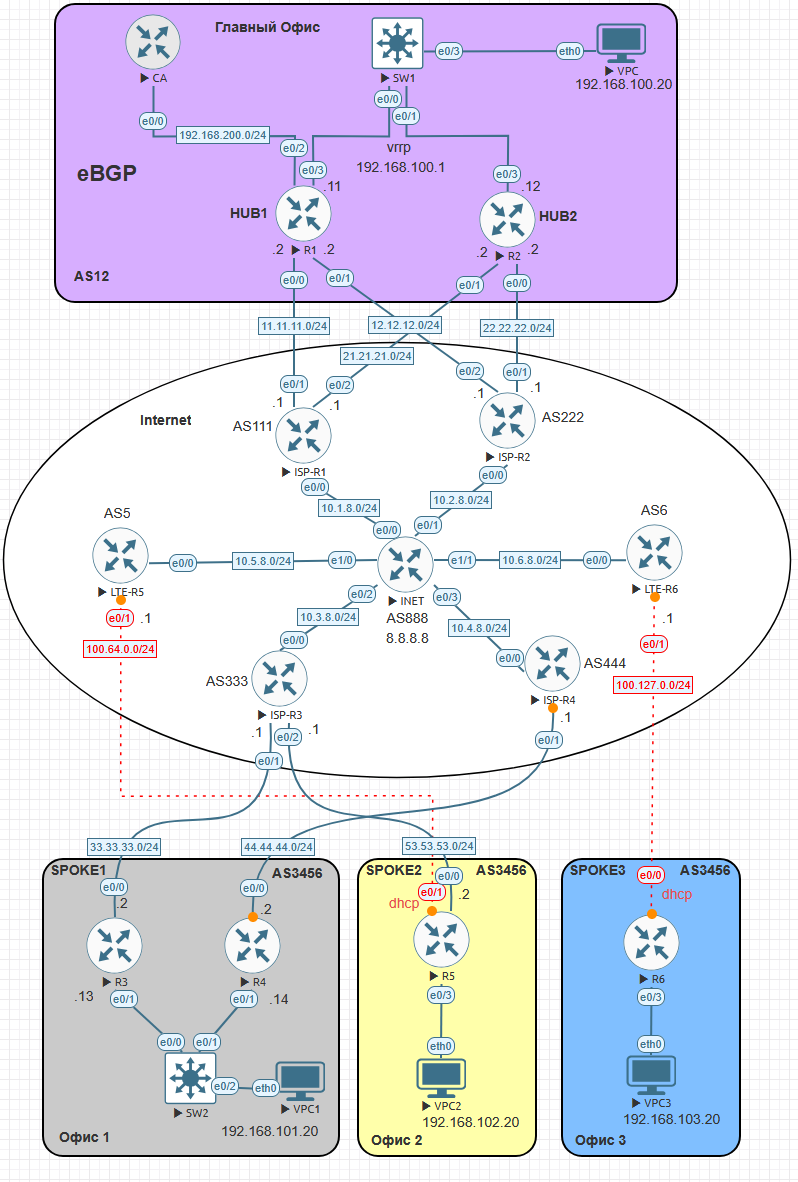 Главный Офис
CA
SW1
e0/3
eth0
VPC
192.168.100.20
e0/0
e0/0
e0/1
192.168.200.0/24
e0/2
vrrp
192.168.100.1
e0/3
e0/3
eBGP
.11
.12
HUB1
HUB2
.2
R1
.2
.2
R2
.2
AS12
e0/0
e0/1
e0/1
e0/0
11.11.11.0/24
12.12.12.0/24
22.22.22.0/24
21.21.21.0/24
e0/1
e0/2
e0/2
e0/1
.1
.1
.1
.1
Internet
AS111
AS222
ISP-R1
ISP-R2
e0/0
e0/0
10.1.8.0/24
10.2.8.0/24
AS5
AS6
e0/0
e0/1
e0/0
10.5.8.0/24
e1/0
e1/1
10.6.8.0/24
e0/0
LTE-R5
INET
LTE-R6
e0/2
e0/3
e0/1
.1
10.3.8.0/24
AS888
8.8.8.8
10.4.8.0/24
.1
e0/1
100.64.0.0/24
e0/0
e0/0
AS333
AS444
100.127.0.0/24
ISP-R3
ISP-R4
.1
e0/2
.1
.1
e0/1
e0/1
33.33.33.0/24
44.44.44.0/24
53.53.53.0/24
SPOKE1
AS3456
SPOKE2
AS3456
SPOKE3
AS3456
e0/0
e0/0
e0/1
e0/0
e0/0
.2
.2
dhcp
.2
dhcp
R3
R4
R5
R6
.13
e0/1
e0/1
.14
e0/3
e0/3
e0/0
e0/1
eth0
eth0
e0/2
eth0
SW2
VPC1
VPC2
VPC3
192.168.101.20
192.168.102.20
192.168.103.20
Офис 1
Офис 2
Офис 3